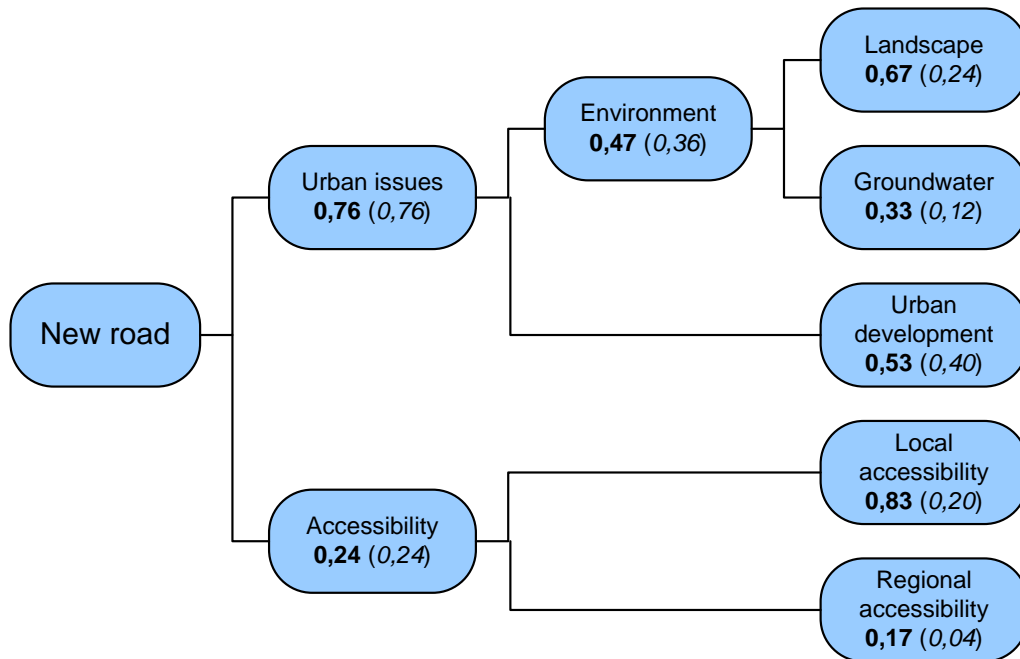 New road
Urban issues
0,76 (0,76)
Accessibility
0,24 (0,24)
Environment
0,47 (0,36)
Landscape
0,67 (0,24)
Groundwater
0,33 (0,12)
Urban
development
0,53 (0,40)
Local
accessibility
0,83 (0,20)
Regional
accessibility
0,17 (0,04)